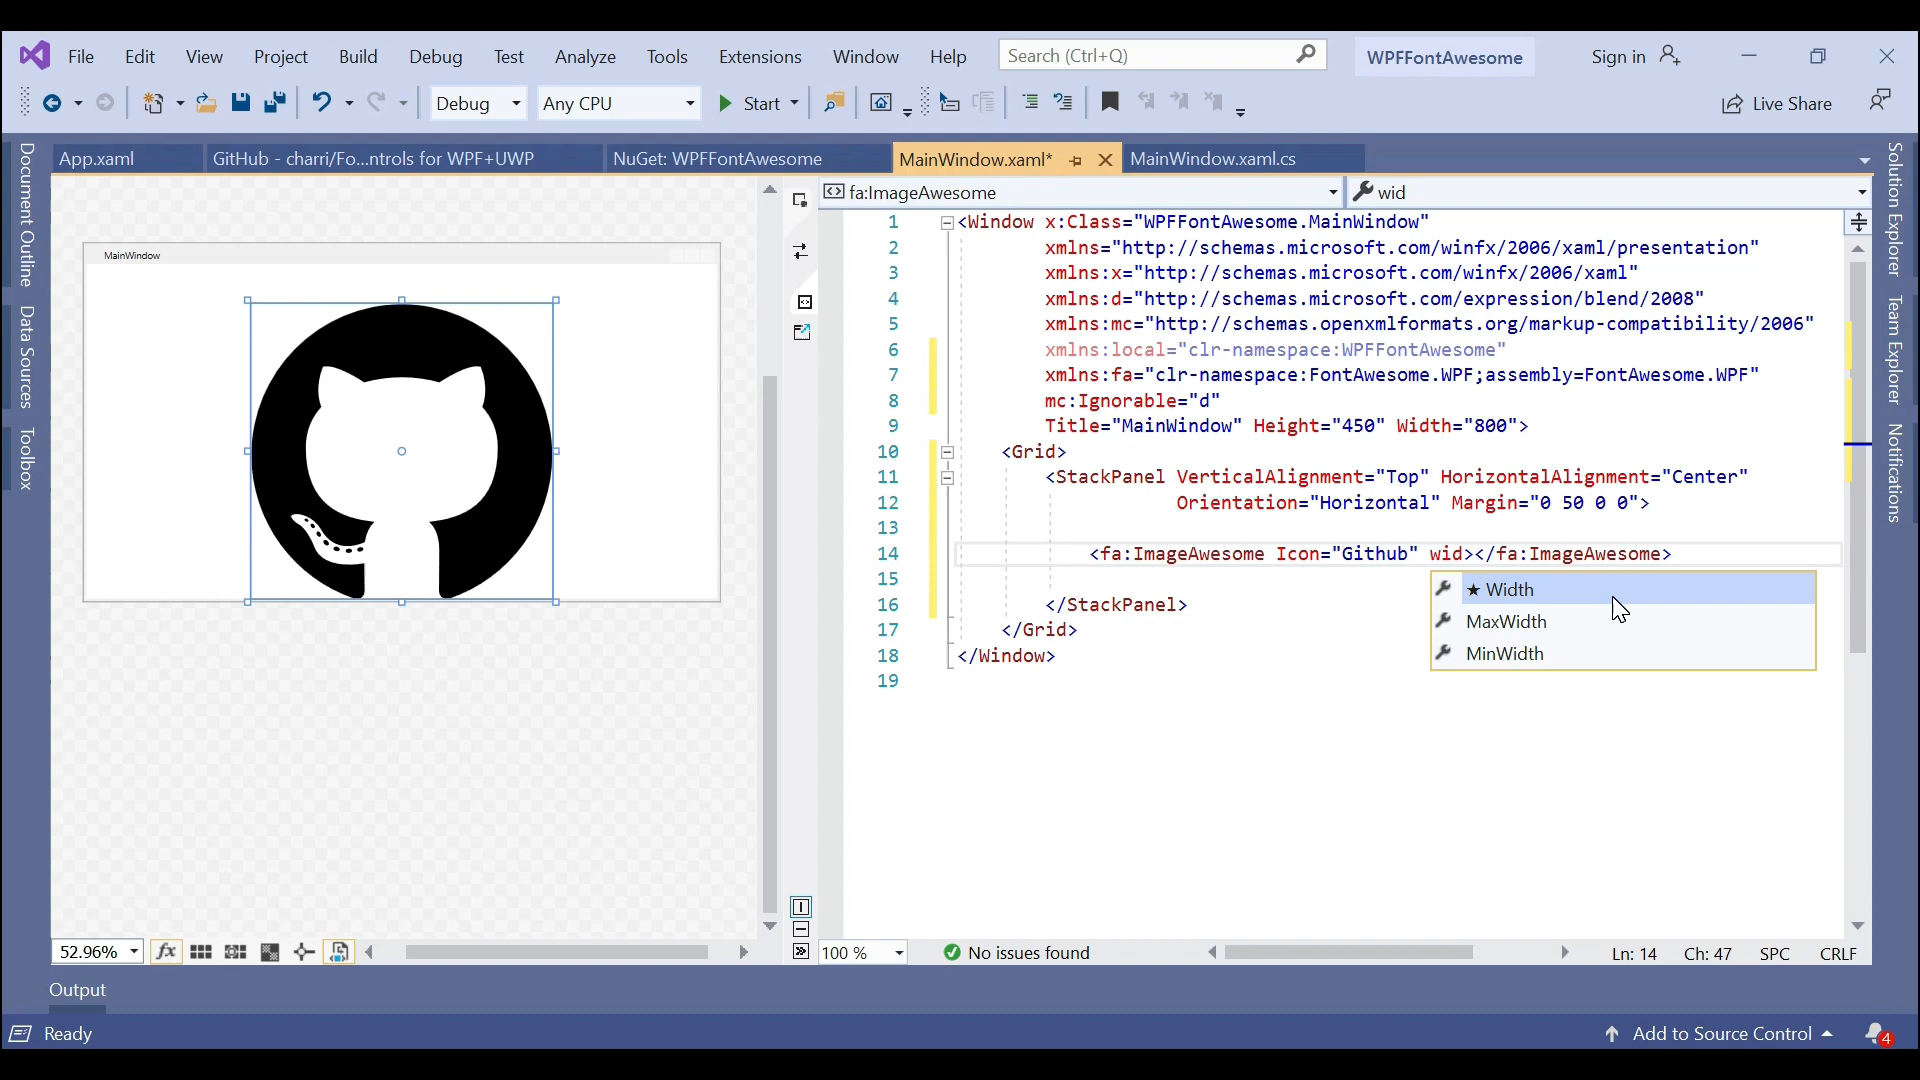 File Edit View Project Build Debug Test Analyze Tools Extensions Window Help Search (Ctrl+Q) WPFFontAwesome Sign in
Debug Any CPU Start Live Share
App.xaml GitHub - charri/Fo...ntrols for WPF+UWP NuGet: WPFFontAwesome MainWindow.xaml* MainWindow.xaml.cs
Document Outline
Data Sources
Toolbox
MainWindow
fa:ImageAwesome wid
1 <Window x:Class="WPFFontAwesome.MainWindow"
2 xmlns="http://schemas.microsoft.com/winfx/2006/xaml/presentation"
3 xmlns:x="http://schemas.microsoft.com/winfx/2006/xaml"
4 xmlns:d="http://schemas.microsoft.com/expression/blend/2008"
5 xmlns:mc="http://schemas.openxmlformats.org/markup-compatibility/2006"
6 xmlns:local="clr-namespace:WPFFontAwesome"
7 xmlns:fa="clr-namespace:FontAwesome.WPF;assembly=FontAwesome.WPF"
8 mc:Ignorable="d"
9 Title="MainWindow" Height="450" Width="800">
10 <Grid>
11 <StackPanel VerticalAlignment="Top" HorizontalAlignment="Center"
12 Orientation="Horizontal" Margin="0 50 0 0">
13
14 <fa:ImageAwesome Icon="Github" wid></fa:ImageAwesome>
15
16 </StackPanel>
17 </Grid>
18 </Window>
19
★ Width
MaxWidth
MinWidth
Solution Explorer
Team Explorer
Notifications
52.96% fx 100 % No issues found Ln: 14 Ch: 47 SPC CRLF
Output
Ready Add to Source Control 4